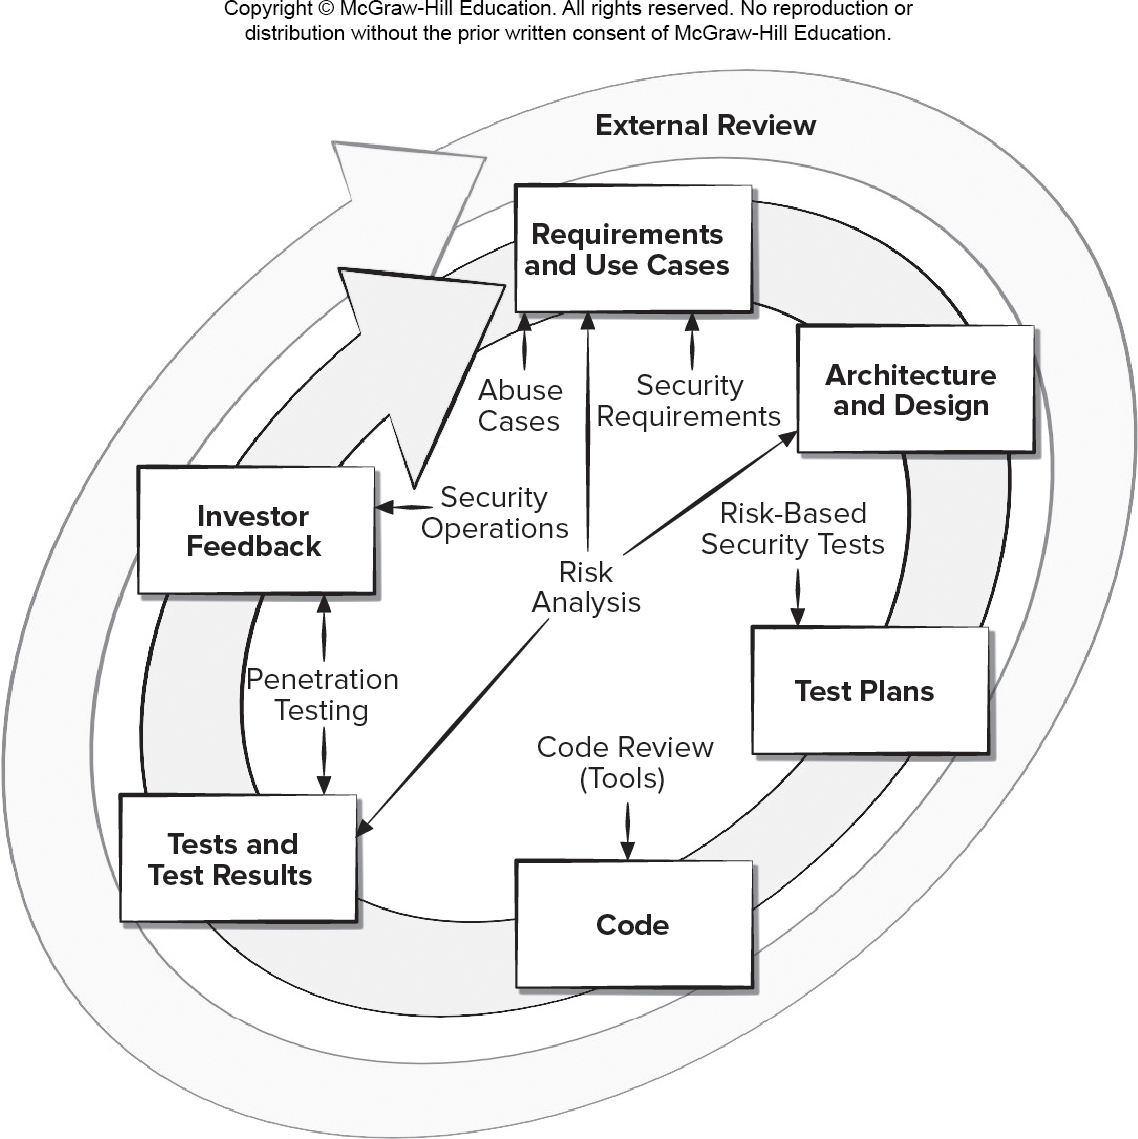 Copyright © McGraw-Hill Education. All rights reserved. No reproduction or
distribution without the prior written consent of McGraw-Hill Education.
External Review
Requirements
and Use Cases
Architecture
and Design
Abuse
Cases
Security
Requirements
Investor
Feedback
Security
Operations
Risk-Based
Security Tests
Risk
Analysis
Test Plans
Penetration
Testing
Code Review
(Tools)
Tests and
Test Results
Code